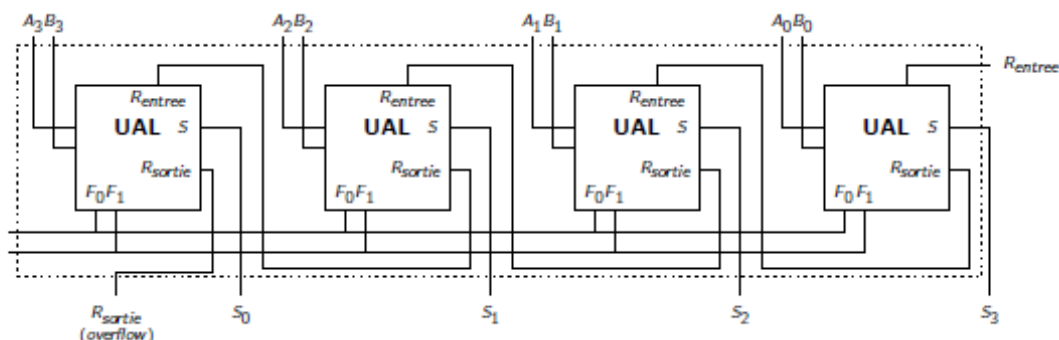 A3B3 A2B2 A1B1 A0B0
Rentree
Rentree Rentree Rentree
UAL S UAL S UAL S UAL S
Rsortie Rsortie Rsortie Rsortie
F0F1 F0F1 F0F1 F0F1
Rsortie S0 S1 S2 S3
(overflow)